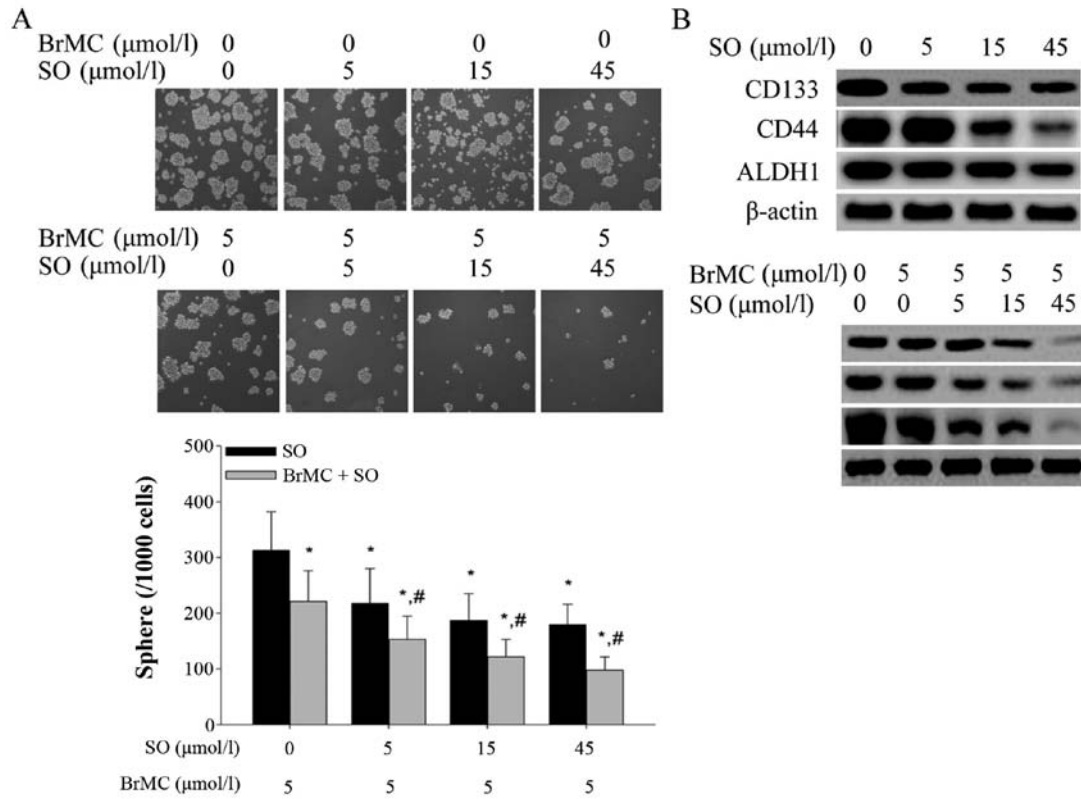 A
BrMC (μmol/l) 0 0 0 0
SO (μmol/l) 0 5 15 45
BrMC (μmol/l) 5 5 5 5
SO (μmol/l) 0 5 15 45
500
400
300
200
100
0
Sphere (/1000 cells)
SO
BrMC + SO
* * *,# * *,# * *,#
SO (μmol/l) 0 5 15 45
BrMC (μmol/l) 5 5 5 5
B
SO (μmol/l) 0 5 15 45
CD133
CD44
ALDH1
β-actin
BrMC (μmol/l) 0 5 5 5 5
SO (μmol/l) 0 0 5 15 45